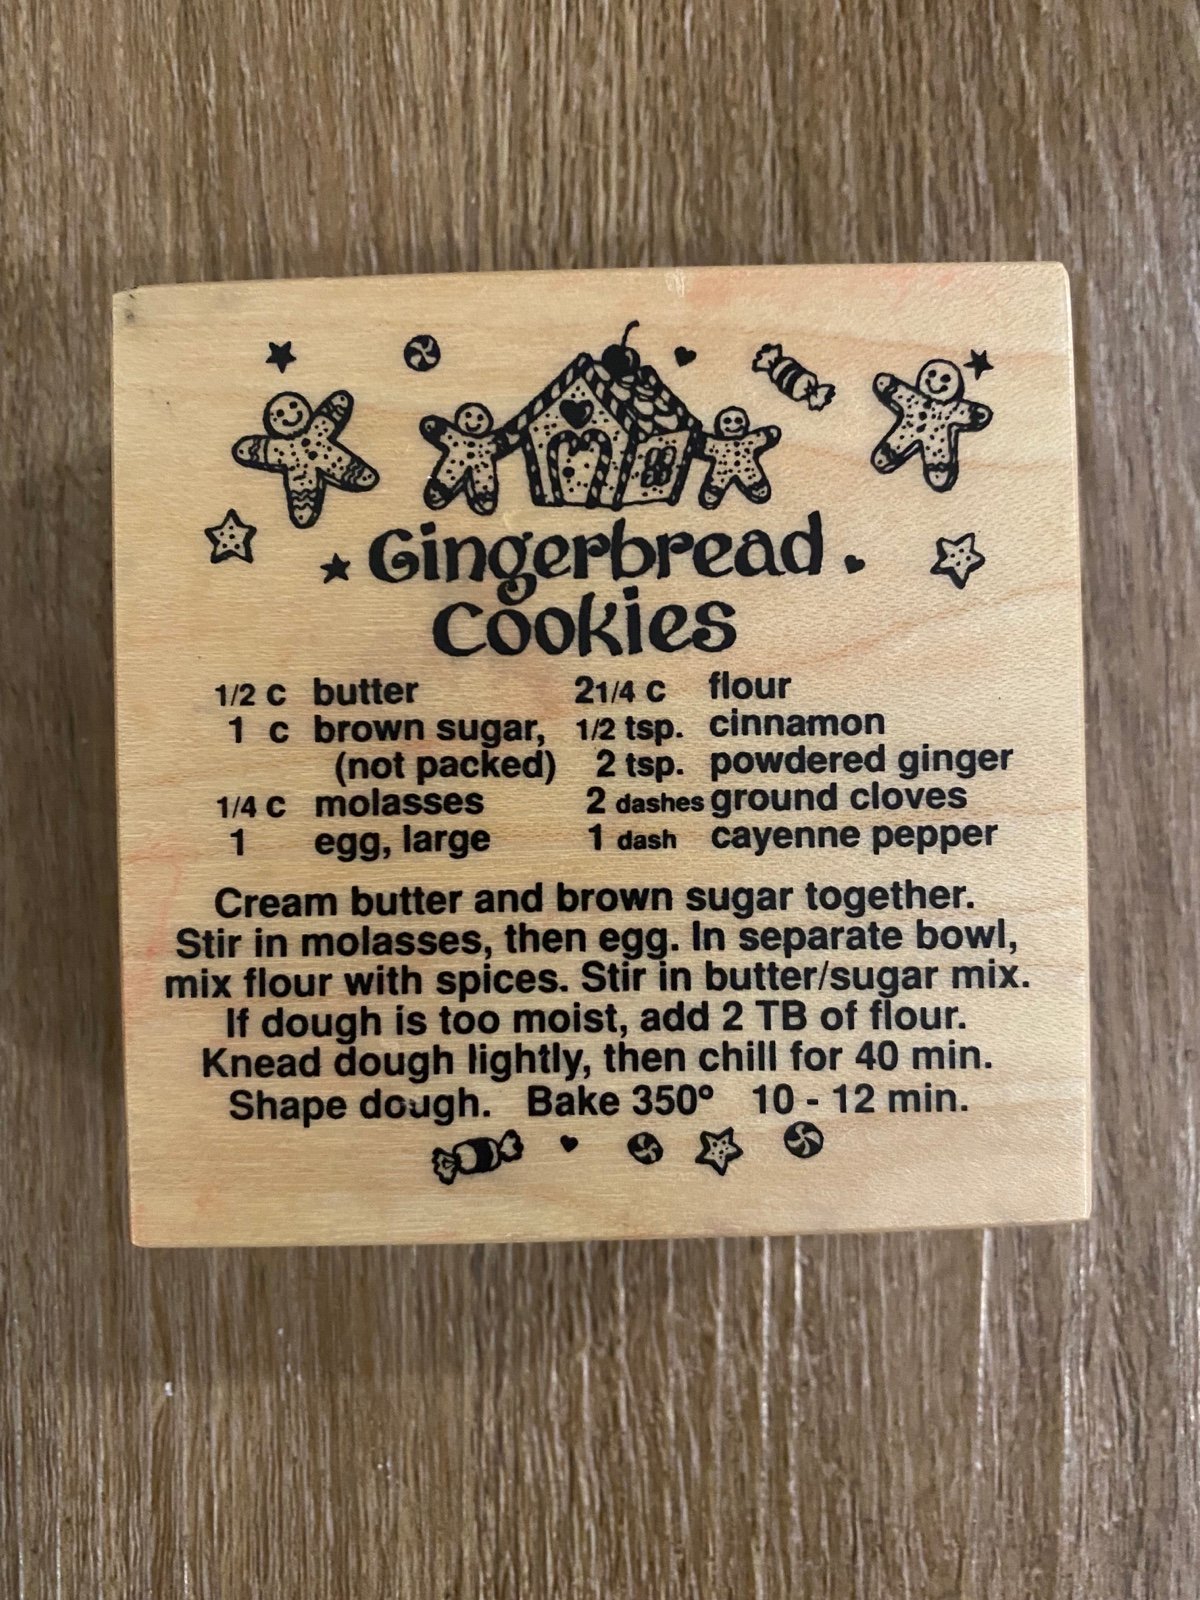 Gingerbread
Cookies
1/2 c butter
1 c brown sugar,
(not packed)
1/4 c molasses
1 egg, large
2 1/4 c flour
1/2 tsp. cinnamon
2 tsp. powdered ginger
2 dashes ground cloves
1 dash cayenne pepper
Cream butter and brown sugar together.
Stir in molasses, then egg. In separate bowl,
mix flour with spices. Stir in butter/sugar mix.
If dough is too moist, add 2 TB of flour.
Knead dough lightly, then chill for 40 min.
Shape dough. Bake 350° 10 - 12 min.